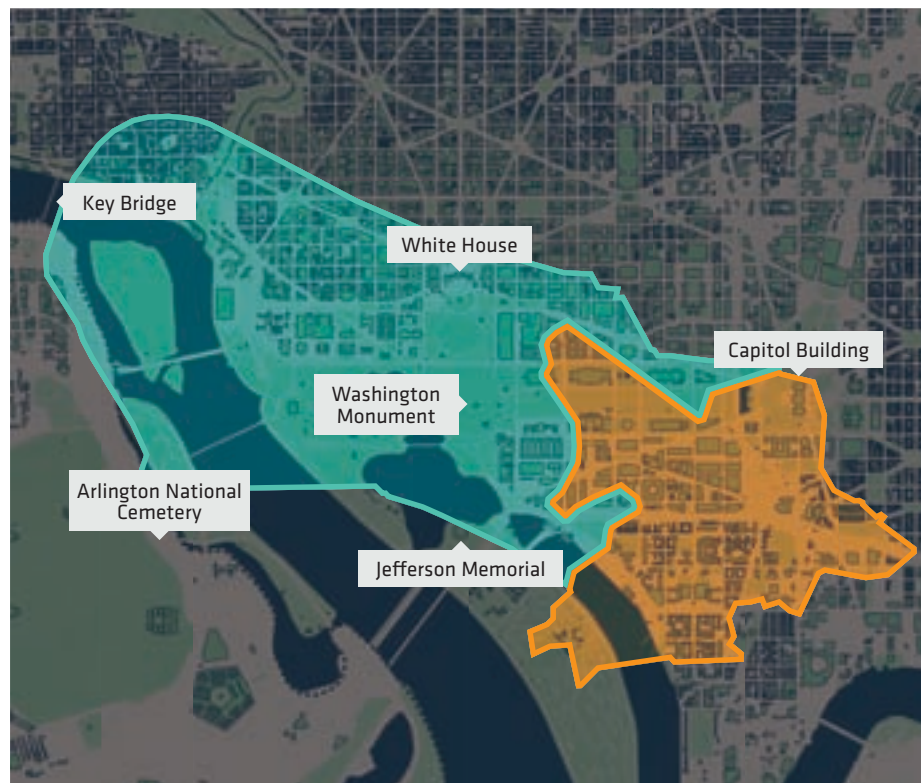 Key Bridge
White House
Capitol Building
Washington
Monument
Arlington National
Cemetery
Jefferson Memorial